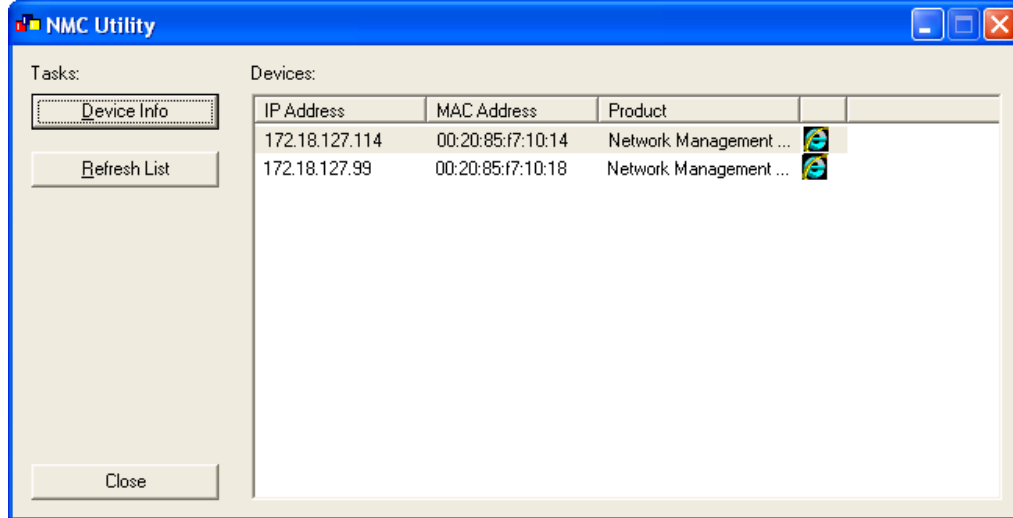 NMC Utility
Tasks:
Devices:
Device Info
Refresh List
Close
IP Address MAC Address Product
172.18.127.114 00:20:85:f7:10:14 Network Management ...
172.18.127.99 00:20:85:f7:10:18 Network Management ...